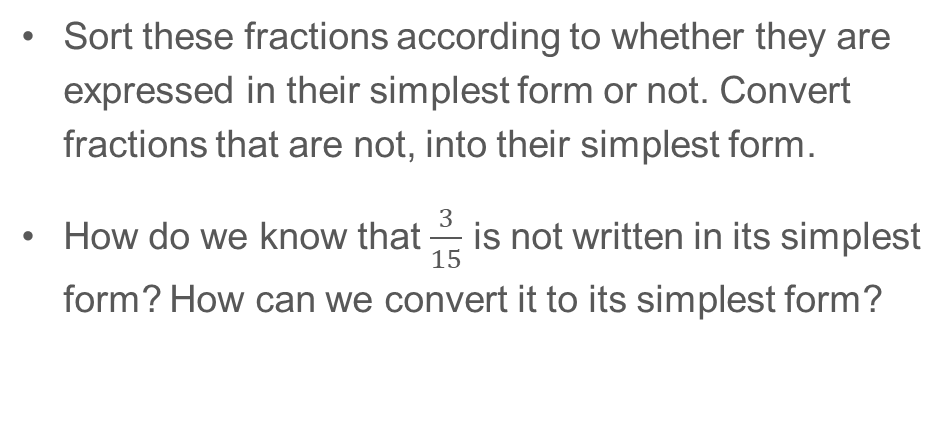 • Sort these fractions according to whether they are
expressed in their simplest form or not. Convert
fractions that are not, into their simplest form.
• How do we know that 3/15 is not written in its simplest
form? How can we convert it to its simplest form?